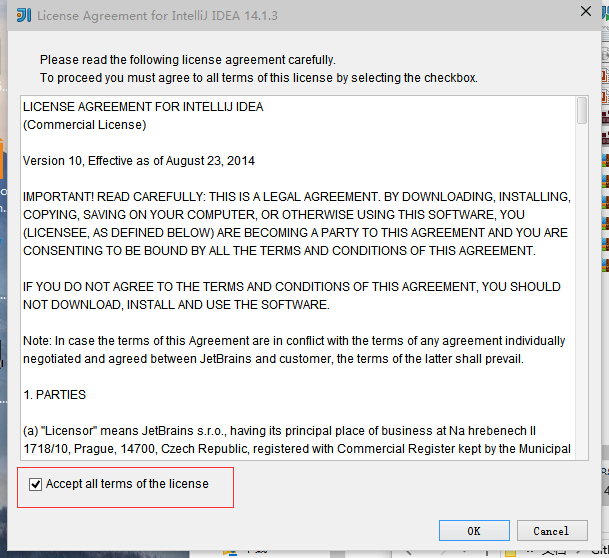 License Agreement for IntelliJ IDEA 14.1.3
Please read the following license agreement carefully.
To proceed you must agree to all terms of this license by selecting the checkbox.
LICENSE AGREEMENT FOR INTELLIJ IDEA
(Commercial License)
Version 10, Effective as of August 23, 2014
IMPORTANT! READ CAREFULLY: THIS IS A LEGAL AGREEMENT. BY DOWNLOADING, INSTALLING,
COPYING, SAVING ON YOUR COMPUTER, OR OTHERWISE USING THIS SOFTWARE, YOU
(LICENSEE, AS DEFINED BELOW) ARE BECOMING A PARTY TO THIS AGREEMENT AND YOU ARE
CONSENTING TO BE BOUND BY ALL THE TERMS AND CONDITIONS OF THIS AGREEMENT.
IF YOU DO NOT AGREE TO THE TERMS AND CONDITIONS OF THIS AGREEMENT, YOU SHOULD
NOT DOWNLOAD, INSTALL AND USE THE SOFTWARE.
Note: In case the terms of this Agreement are in conflict with the terms of any agreement individually
negotiated and agreed between JetBrains and customer, the terms of the latter shall prevail.
1. PARTIES
(a) "Licensor" means JetBrains s.r.o., having its principal place of business at Na hrebenech II
1718/10, Prague, 14700, Czech Republic, registered with Commercial Register kept by the Municipal
Accept all terms of the license
OK Cancel